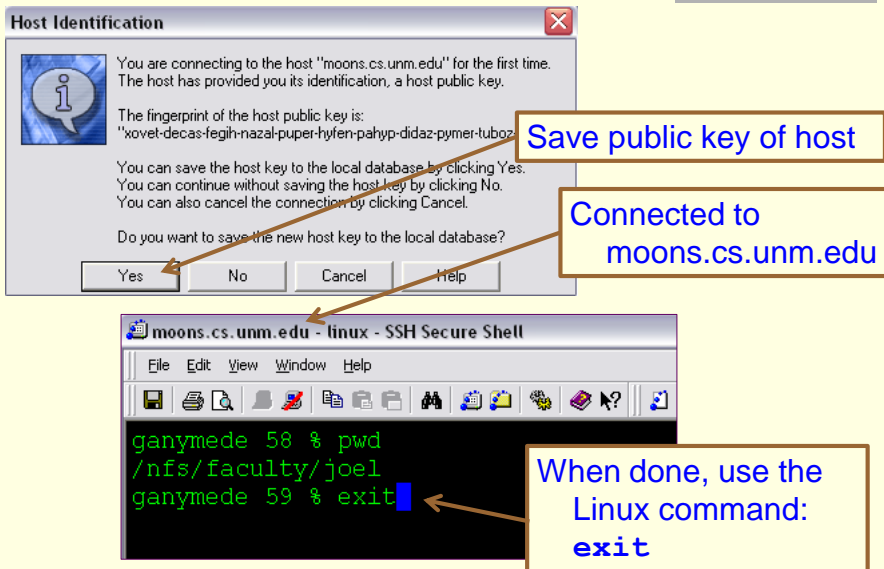 Host Identification
You are connecting to the host "moons.cs.unm.edu" for the first time.
The host has provided you its identification, a host public key.
The fingerprint of the host public key is:
"xovet-decas-fegih-nazal-puper-hyfen-pahyp-didaz-pymer-tuboz-
Save public key of host
You can save the host key to the local database by clicking Yes.
You can continue without saving the host key by clicking No.
You can also cancel the connection by clicking Cancel.
Connected to
moons.cs.unm.edu
Do you want to save the new host key to the local database?
Yes No Cancel Help
moons.cs.unm.edu - linux - SSH Secure Shell
File Edit View Window Help
ganymede 58 % pwd
/nfs/faculty/joel
ganymede 59 % exit
When done, use the
Linux command:
exit